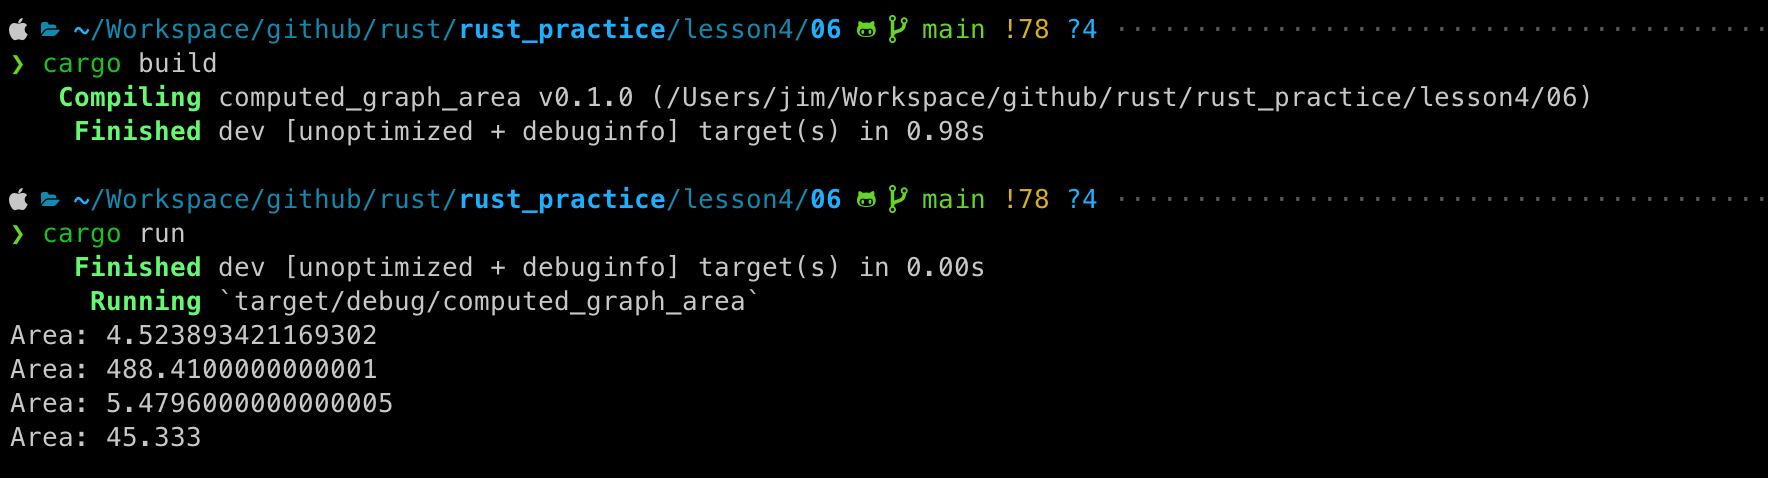 ~/Workspace/github/rust/rust_practice/lesson4/06 main !78 ?4 ········································
❯ cargo build
   Compiling computed_graph_area v0.1.0 (/Users/jim/Workspace/github/rust/rust_practice/lesson4/06)
    Finished dev [unoptimized + debuginfo] target(s) in 0.98s
~/Workspace/github/rust/rust_practice/lesson4/06 main !78 ?4 ········································
❯ cargo run
    Finished dev [unoptimized + debuginfo] target(s) in 0.00s
     Running `target/debug/computed_graph_area`
Area: 4.523893421169302
Area: 488.4100000000001
Area: 5.4796000000000005
Area: 45.333